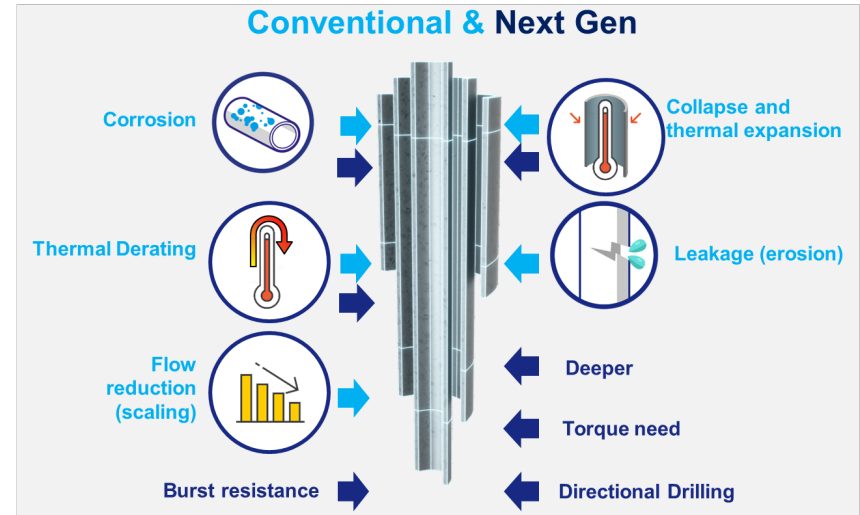 Conventional & Next Gen
Corrosion
Collapse and
thermal expansion
Thermal Derating
Leakage (erosion)
Flow
reduction
(scaling)
Deeper
Torque need
Burst resistance
Directional Drilling